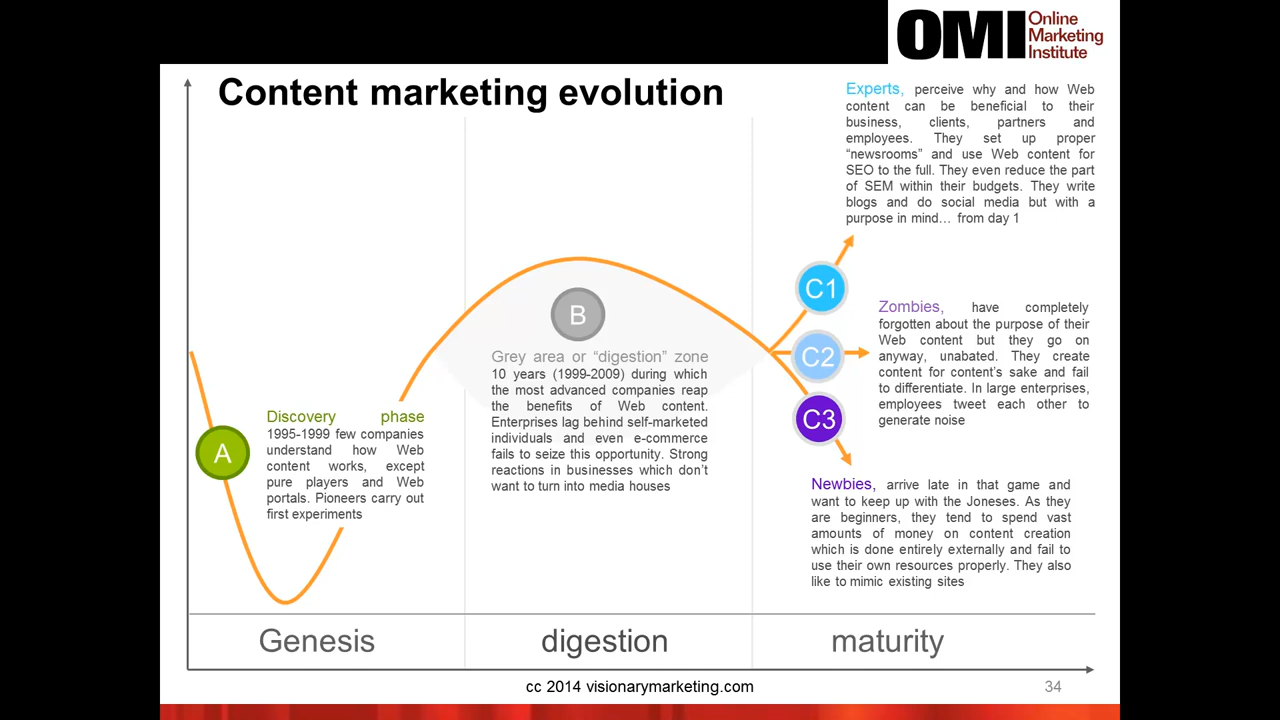 OMI Online
Marketing
Institute
Content marketing evolution
Experts, perceive why and how Web
content can be beneficial to their
business, clients, partners and
employees. They set up proper
“newsrooms” and use Web content for
SEO to the full. They even reduce the part
of SEM within their budgets. They write
blogs and do social media but with a
purpose in mind… from day 1
C1
Zombies, have completely
forgotten about the purpose of their
Web content but they go on
anyway, unabated. They create
content for content’s sake and fail
to differentiate. In large enterprises,
employees tweet each other to
generate noise
C2
C3
B
Grey area or “digestion” zone
10 years (1999-2009) during which
the most advanced companies reap
the benefits of Web content.
Enterprises lag behind self-marketed
individuals and even e-commerce
fails to seize this opportunity. Strong
reactions in businesses which don’t
want to turn into media houses
A
Discovery phase
1995-1999 few companies
understand how Web
content works, except
pure players and Web
portals. Pioneers carry out
first experiments
Newbies, arrive late in that game and
want to keep up with the Joneses. As they
are beginners, they tend to spend vast
amounts of money on content creation
which is done entirely externally and fail to
use their own resources properly. They also
like to mimic existing sites
Genesis
digestion
maturity
cc 2014 visionarymarketing.com
34